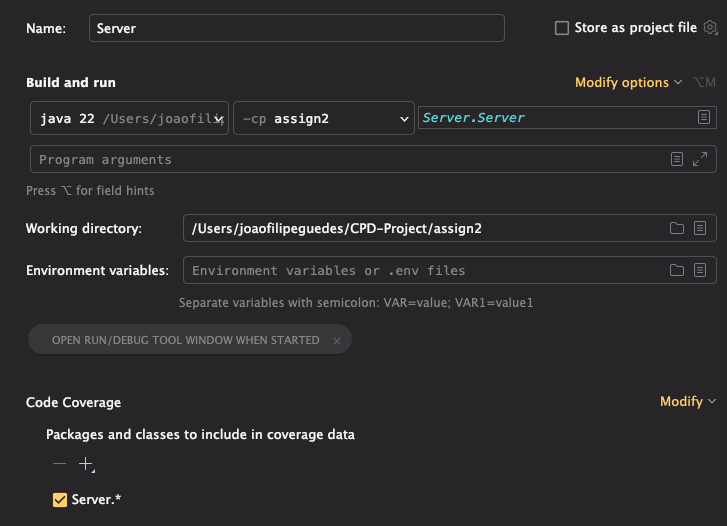 Name: Server Store as project file
Build and run Modify options ⌥M
java 22 /Users/joaofilip -cp assign2 Server.Server
Program arguments
Press ⌥ for field hints
Working directory: /Users/joaofilipeguedes/CPD-Project/assign2
Environment variables: Environment variables or .env files
Separate variables with semicolon: VAR=value; VAR1=value1
OPEN RUN/DEBUG TOOL WINDOW WHEN STARTED
Code Coverage Modify
Packages and classes to include in coverage data
Server.*